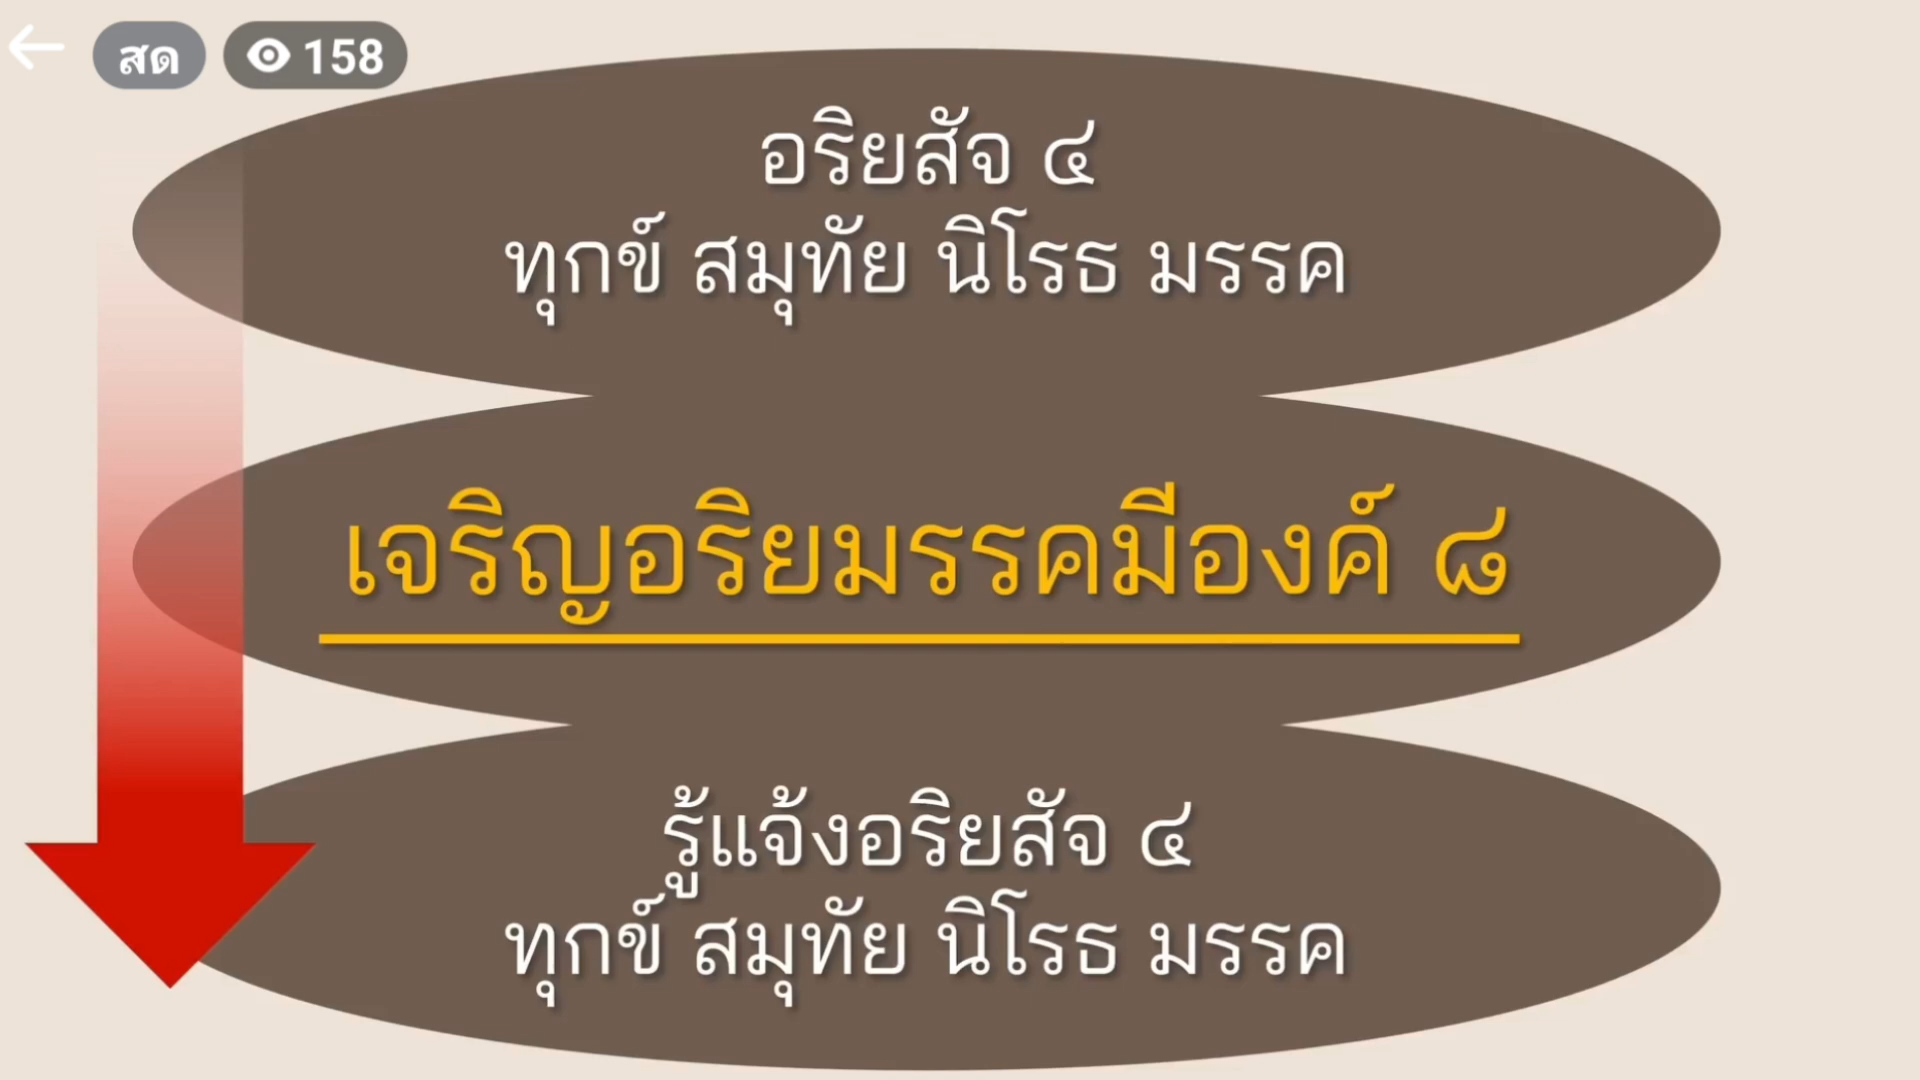 สด 158
อริยสัจ ๔
ทุกข์ สมุทัย นิโรธ มรรค
เจริญอริยมรรคมีองค์ ๘
รู้แจ้งอริยสัจ ๔
ทุกข์ สมุทัย นิโรธ มรรค